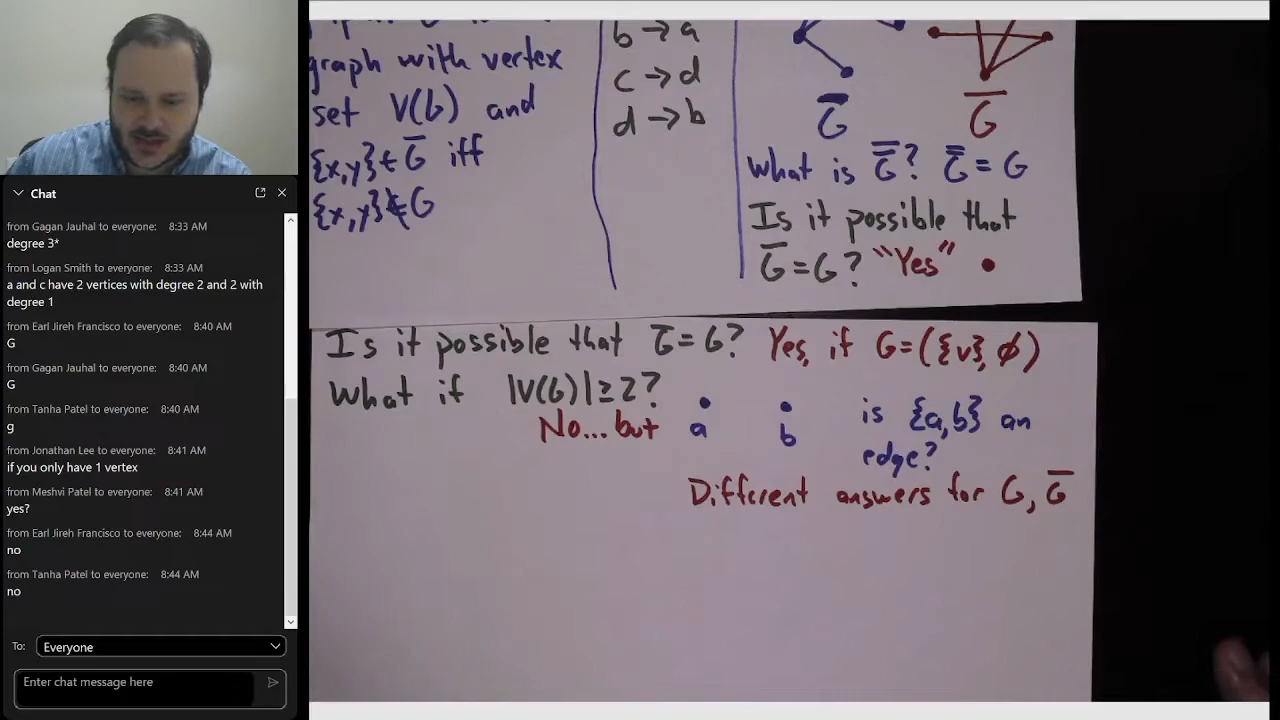 Chat
from Gagan Jauhal to everyone: 8:33 AM
degree 3*
from Logan Smith to everyone: 8:33 AM
a and c have 2 vertices with degree 2 and 2 with
degree 1
from Earl Jireh Francisco to everyone: 8:40 AM
G
from Gagan Jauhal to everyone: 8:40 AM
G
from Tanha Patel to everyone: 8:40 AM
g
from Jonathan Lee to everyone: 8:41 AM
if you only have 1 vertex
from Meshvi Patel to everyone: 8:41 AM
yes?
from Earl Jireh Francisco to everyone: 8:44 AM
no
from Tanha Patel to everyone: 8:44 AM
no
To: Everyone
Enter chat message here
graph with vertex
set V(G) and
{x,y} ∈ G̅ iff
{x,y} ∉ G
b → a
c → d
d → b
G̅
G̅
What is G̿? G̿ = G
Is it possible that
G̅ = G? "Yes"
Is it possible that G̅ = G? Yes, if G = ({v}, ∅)
What if |V(G)| ≥ 2?
No... but a b is {a,b} an
edge?
Different answers for G, G̅